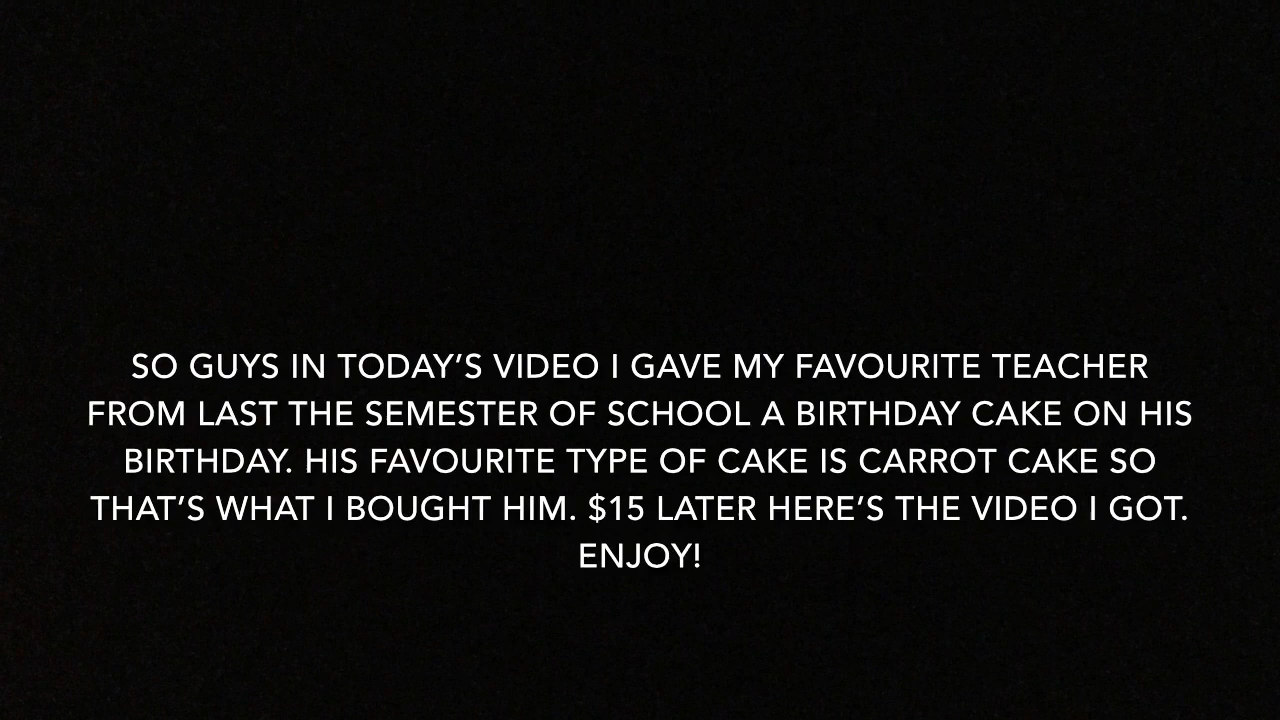 SO GUYS IN TODAY’S VIDEO I GAVE MY FAVOURITE TEACHER
FROM LAST THE SEMESTER OF SCHOOL A BIRTHDAY CAKE ON HIS
BIRTHDAY. HIS FAVOURITE TYPE OF CAKE IS CARROT CAKE SO
THAT’S WHAT I BOUGHT HIM. $15 LATER HERE’S THE VIDEO I GOT.
ENJOY!